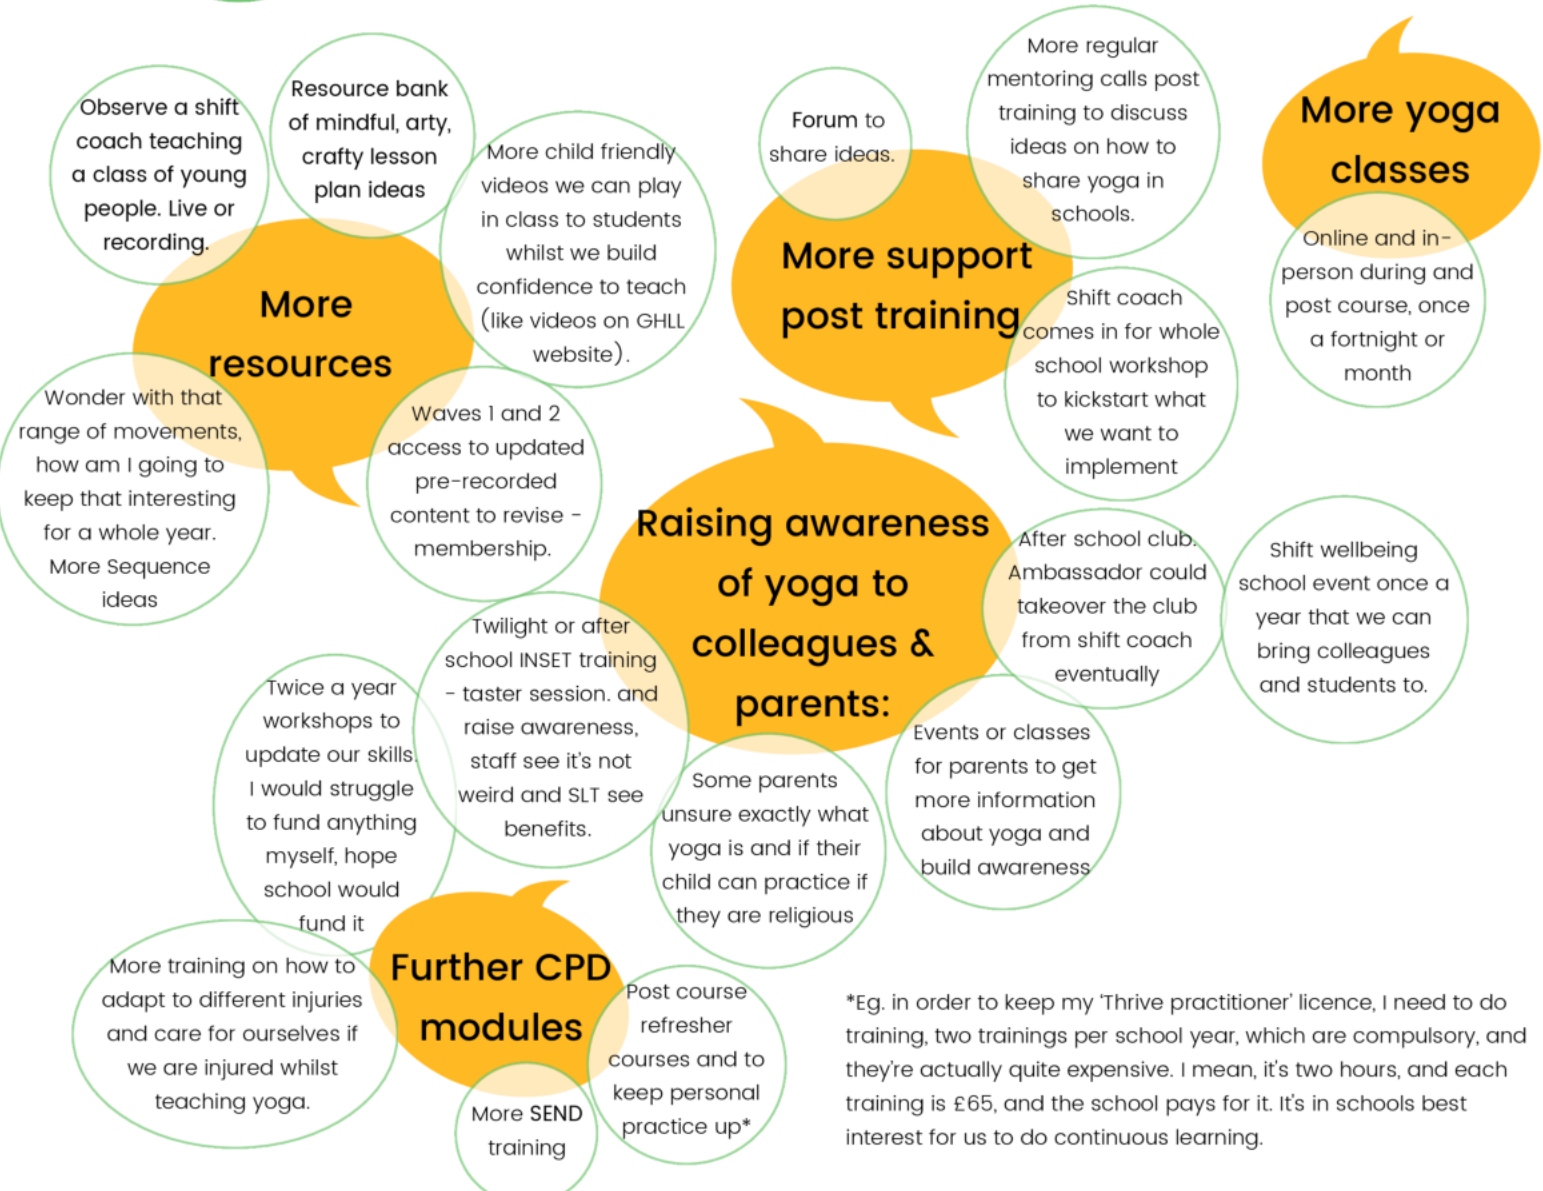 Observe a shift
coach teaching
a class of young
people. Live or
recording.
Resource bank
of mindful, arty,
crafty lesson
plan ideas
More child friendly
videos we can play
in class to students
whilst we build
confidence to teach
(like videos on GHLL
website).
More
resources
Wonder with that
range of movements,
how am I going to
keep that interesting
for a whole year.
More Sequence
ideas
Waves 1 and 2
access to updated
pre-recorded
content to revise -
membership.
Forum to
share ideas.
More regular
mentoring calls post
training to discuss
ideas on how to
share yoga in
schools.
More support
post training
Shift coach
comes in for whole
school workshop
to kickstart what
we want to
implement
More yoga
classes
Online and in-
person during and
post course, once
a fortnight or
month
Raising awareness
of yoga to
colleagues &
parents:
After school club.
Ambassador could
takeover the club
from shift coach
eventually
Shift wellbeing
school event once a
year that we can
bring colleagues
and students to.
Twilight or after
school INSET training
- taster session. and
raise awareness,
staff see it's not
weird and SLT see
benefits.
Some parents
unsure exactly what
yoga is and if their
child can practice if
they are religious
Events or classes
for parents to get
more information
about yoga and
build awareness
Twice a year
workshops to
update our skills.
I would struggle
to fund anything
myself, hope
school would
fund it
Further CPD
modules
More training on how to
adapt to different injuries
and care for ourselves if
we are injured whilst
teaching yoga.
More SEND
training
Post course
refresher
courses and to
keep personal
practice up*
*Eg. in order to keep my 'Thrive practitioner' licence, I need to do
training, two trainings per school year, which are compulsory, and
they're actually quite expensive. I mean, it's two hours, and each
training is £65, and the school pays for it. It's in schools best
interest for us to do continuous learning.